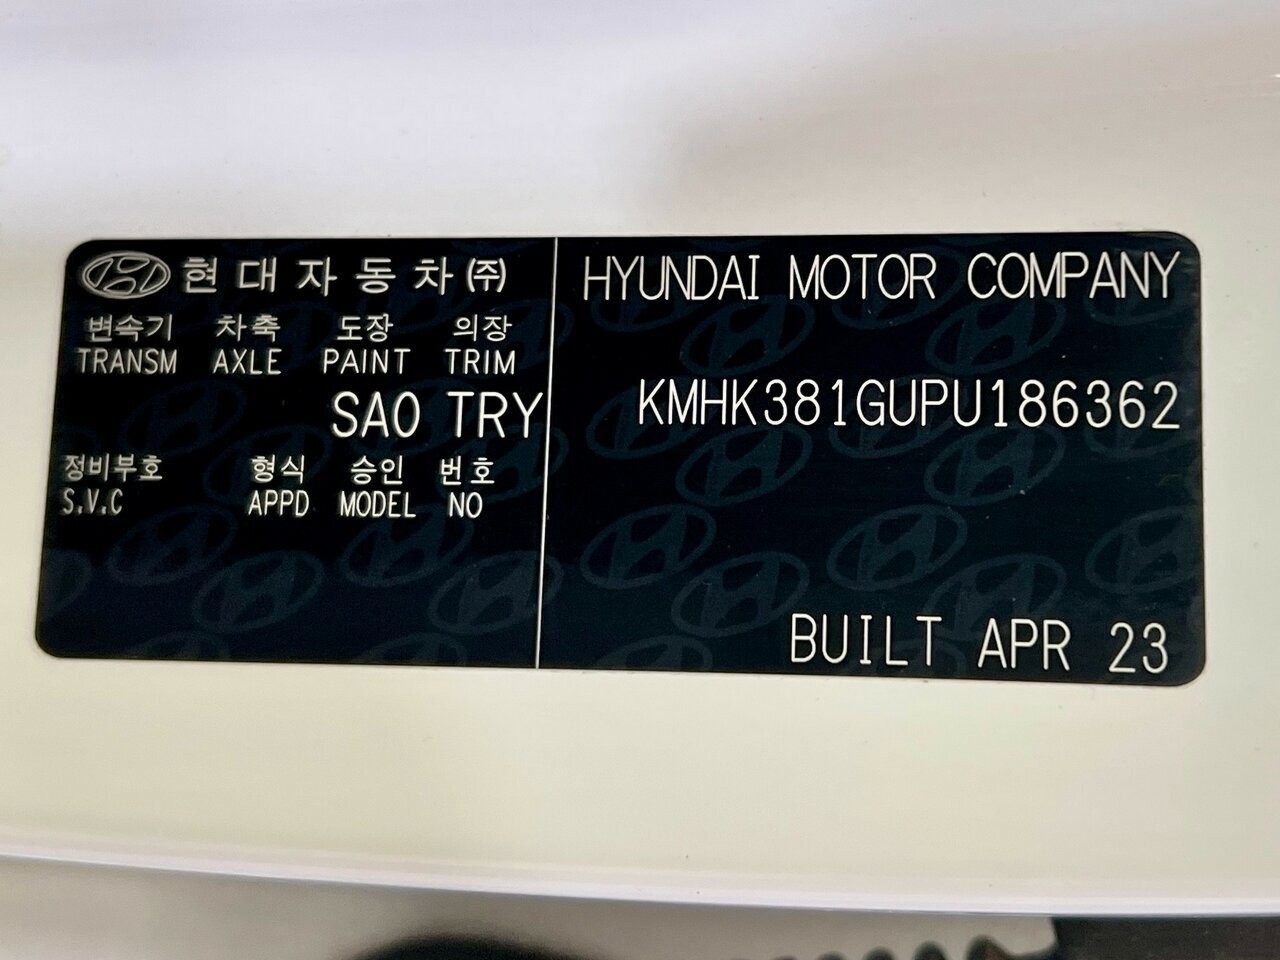 현대자동차㈜
변속기 차축 도장 의장
TRANSM AXLE PAINT TRIM
SAO TRY
정비부호 형식 승인 번호
S.V.C APPD MODEL NO
HYUNDAI MOTOR COMPANY
KMHK381GUPU186362
BUILT APR 23